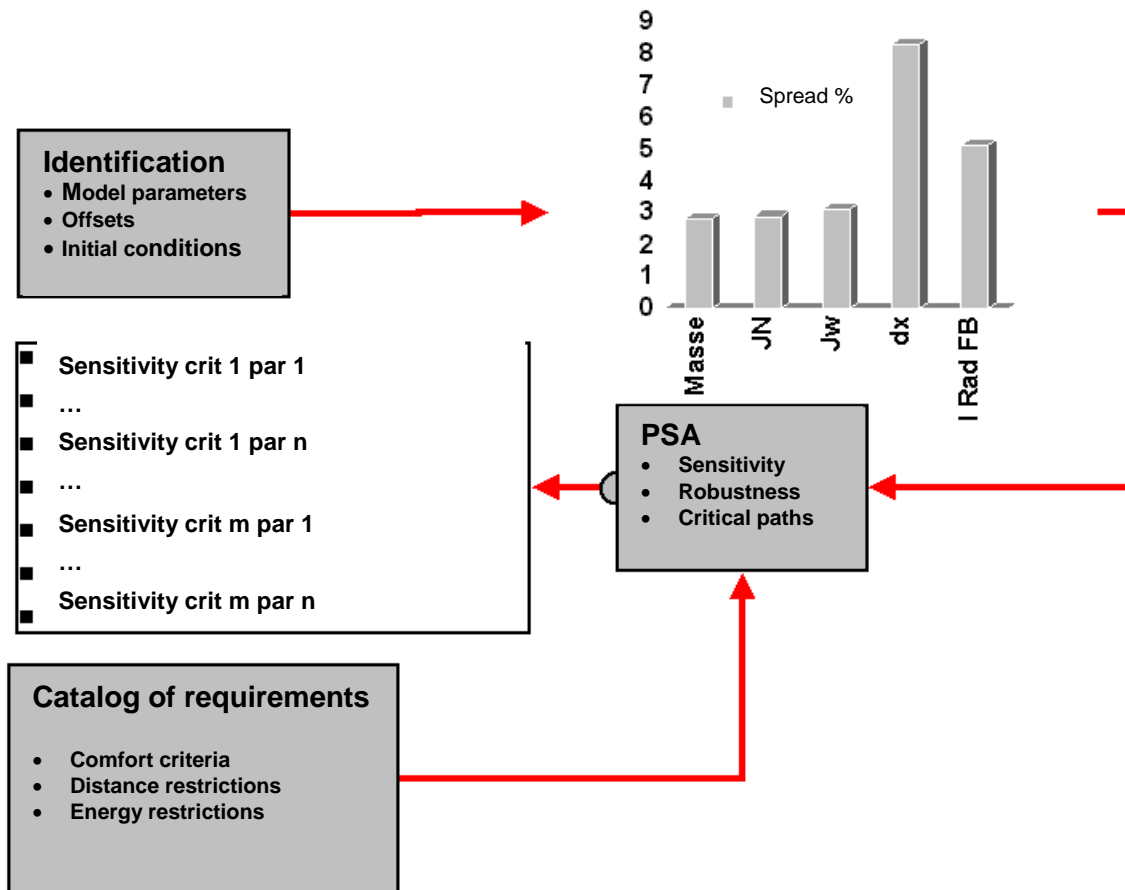 Identification
• Model parameters
• Offsets
• Initial conditions
9
8
7
6
5
4
3
2
1
0
Spread %
Masse
JN
Jw
dx
I Rad FB
▪ Sensitivity crit 1 par 1
▪ …
▪ Sensitivity crit 1 par n
▪ …
▪ Sensitivity crit m par 1
▪ …
▪ Sensitivity crit m par n
PSA
• Sensitivity
• Robustness
• Critical paths
Catalog of requirements
• Comfort criteria
• Distance restrictions
• Energy restrictions